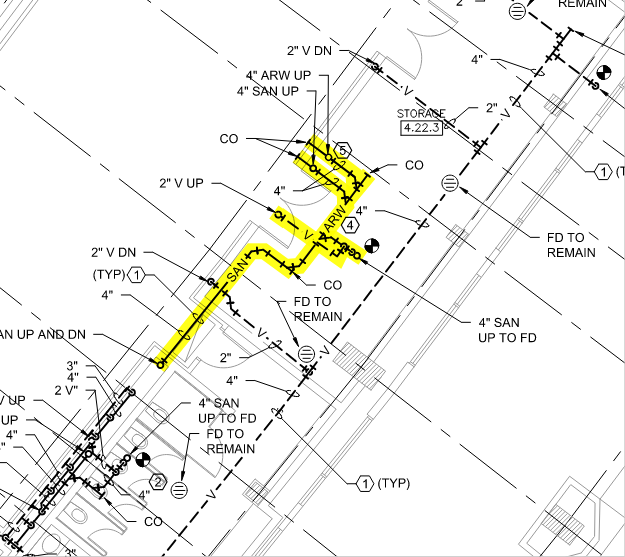 2"
REMAIN
2" V DN
4"
4" ARW UP
4" SAN UP
STORAGE
4.22.3
2"
V
V
CO
5
CO
1
4"
2" V UP
ARW
4"
4
V
FD TO
REMAIN
2" V DN
SAN
(TYP)
1
CO
4"
FD TO
REMAIN
4" SAN
UP TO FD
AN UP AND DN
V
V
2"
3"
4"
2 V"
4"
V UP
4" SAN
UP TO FD
UP
FD TO
REMAIN
4"
2
1
(TYP)
4"
V
CO
3"
V